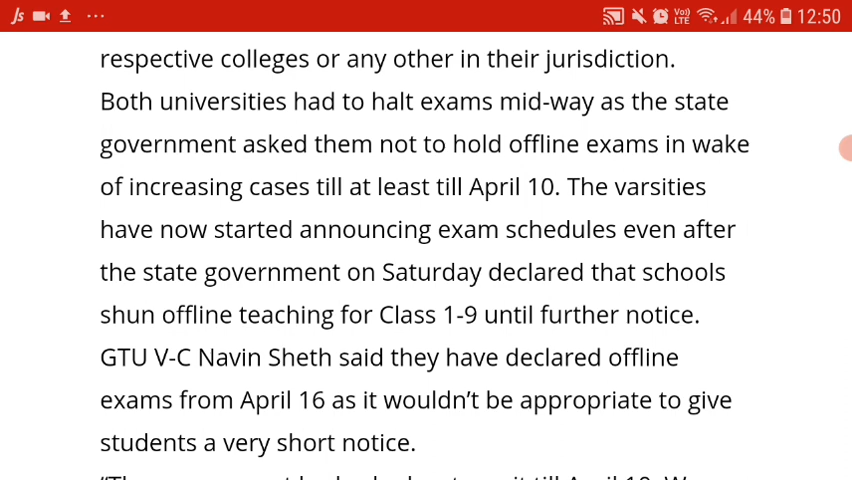 Js ... Vo)) LTE 44% 12:50
respective colleges or any other in their jurisdiction.
Both universities had to halt exams mid-way as the state
government asked them not to hold offline exams in wake
of increasing cases till at least till April 10. The varsities
have now started announcing exam schedules even after
the state government on Saturday declared that schools
shun offline teaching for Class 1-9 until further notice.
GTU V-C Navin Sheth said they have declared offline
exams from April 16 as it wouldn’t be appropriate to give
students a very short notice.